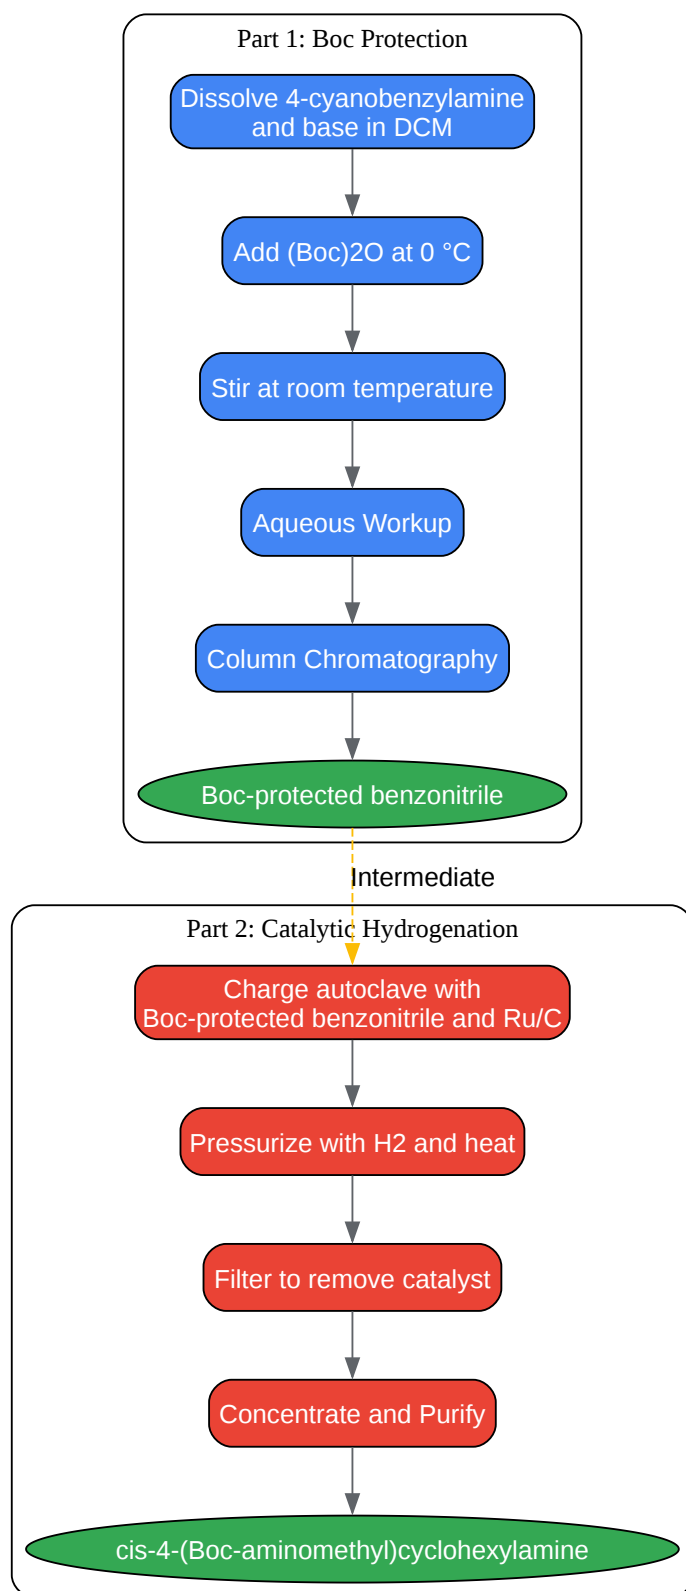 Part 1: Boc Protection
Dissolve 4-cyanobenzylamine
and base in DCM
Add (Boc)2O at 0 °C
Stir at room temperature
Aqueous Workup
Column Chromatography
Boc-protected benzonitrile
Intermediate
Part 2: Catalytic Hydrogenation
Charge autoclave with
Boc-protected benzonitrile and Ru/C
Pressurize with H2 and heat
Filter to remove catalyst
Concentrate and Purify
cis-4-(Boc-aminomethyl)cyclohexylamine